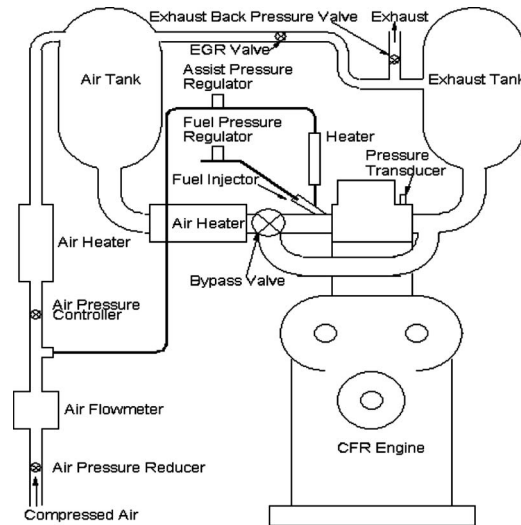 Exhaust Back Pressure Valve
Exhaust
EGR Valve
Air Tank
Exhaust Tank
Assist Pressure
Regulator
Fuel Pressure
Regulator
Heater
Pressure
Transducer
Fuel Injector
Air Heater
Air Heater
Bypass Valve
Air Pressure
Controller
Air Flowmeter
CFR Engine
Air Pressure Reducer
Compressed Air